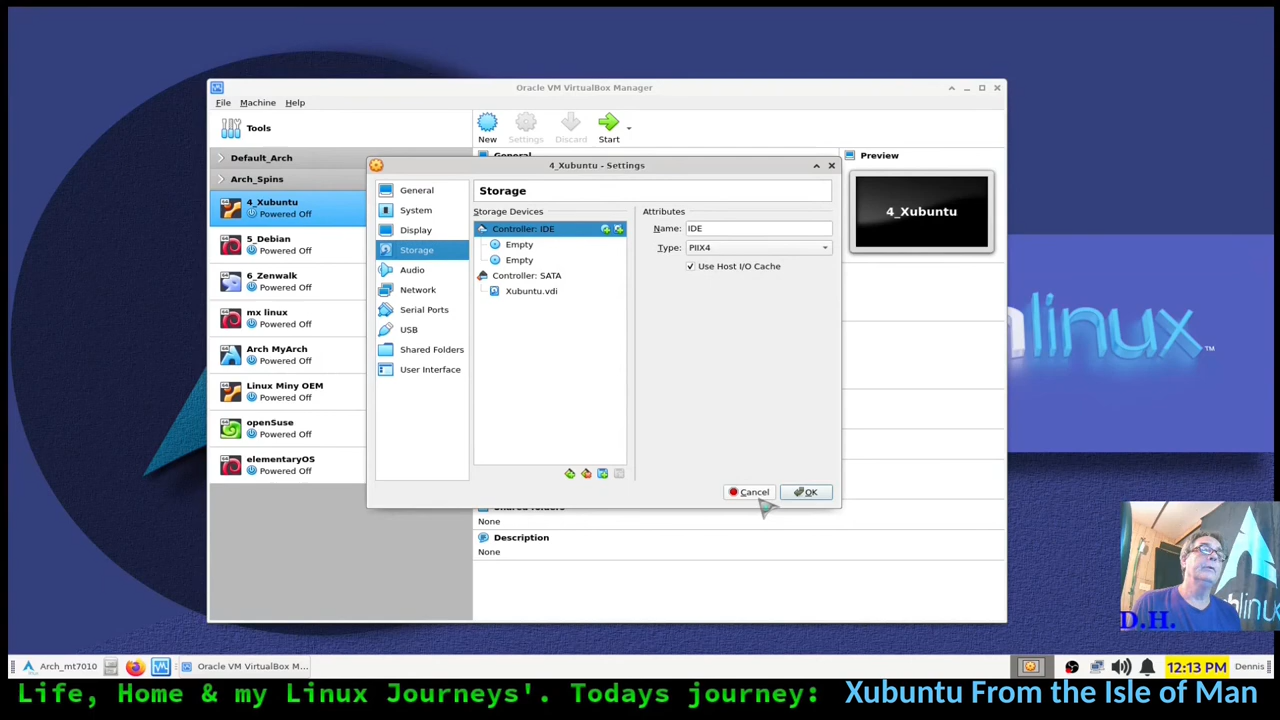 Oracle VM VirtualBox Manager
File Machine Help
Tools
New Settings Discard Start
Default_Arch
Arch_Spins
4_Xubuntu
Powered Off
5_Debian
Powered Off
6_Zenwalk
Powered Off
mx linux
Powered Off
Arch MyArch
Powered Off
Linux Miny OEM
Powered Off
openSuse
Powered Off
elementaryOS
Powered Off
General
Preview
4_Xubuntu
4_Xubuntu - Settings
General
System
Display
Storage
Audio
Network
Serial Ports
USB
Shared Folders
User Interface
Storage
Storage Devices
Controller: IDE
Empty
Empty
Controller: SATA
Xubuntu.vdi
Attributes
Name: IDE
Type: PIIX4
Use Host I/O Cache
Cancel OK
Shared folders
None
Description
None
linux™
D.H.
Arch_mt7010
Oracle VM VirtualBox M...
12:13 PM Dennis
Life, Home & my Linux Journeys'. Todays journey: Xubuntu From the Isle of Man